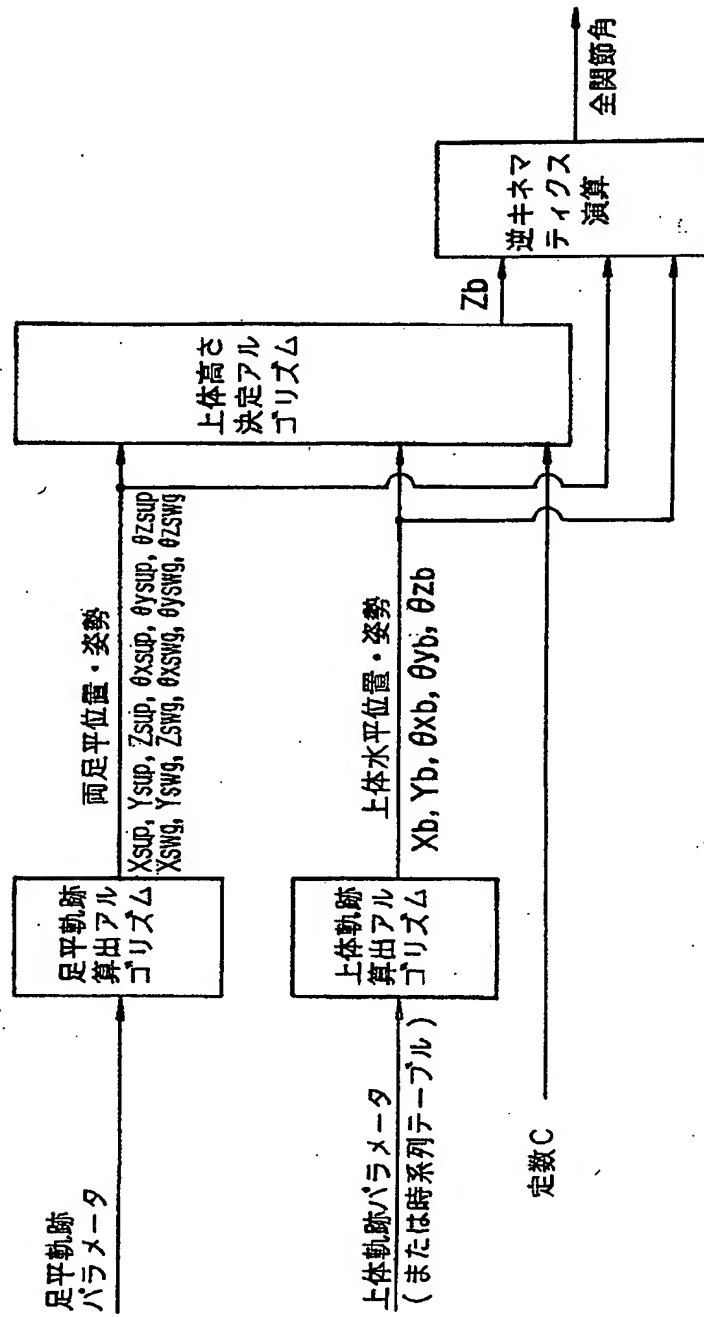 足平軌跡
パラメータ
足平軌跡
算出アル
ゴリズム
両足平位置・姿勢
Xsup, Ysup, Zsup, θxsup, θysup, θzsup
Xswg, Yswg, Zswg, θxswg, θyswg, θzswg
上体軌跡パラメータ
(または時系列テーブル)
上体軌跡
算出アル
ゴリズム
上体水平位置・姿勢
Xb, Yb, θxb, θyb, θzb
定数C
上体高さ
決定アル
ゴリズム
Zb
逆キネマ
ティクス
演算
全関節角